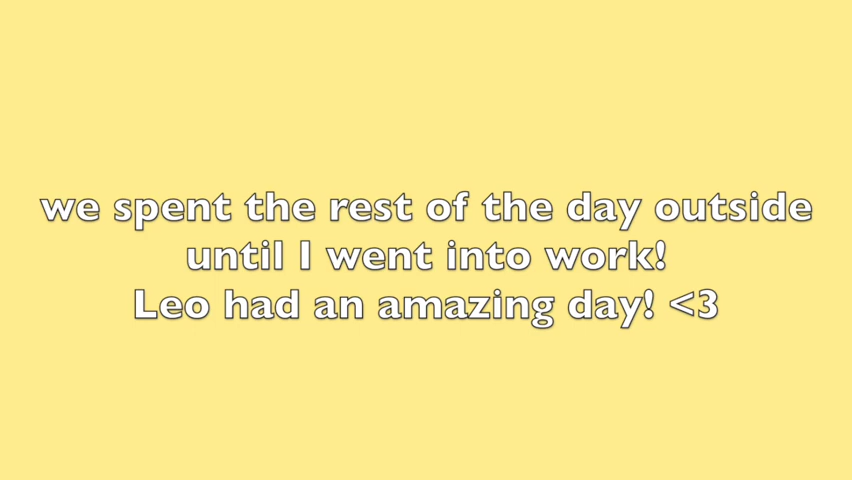 we spent the rest of the day outside
until I went into work!
Leo had an amazing day! <3